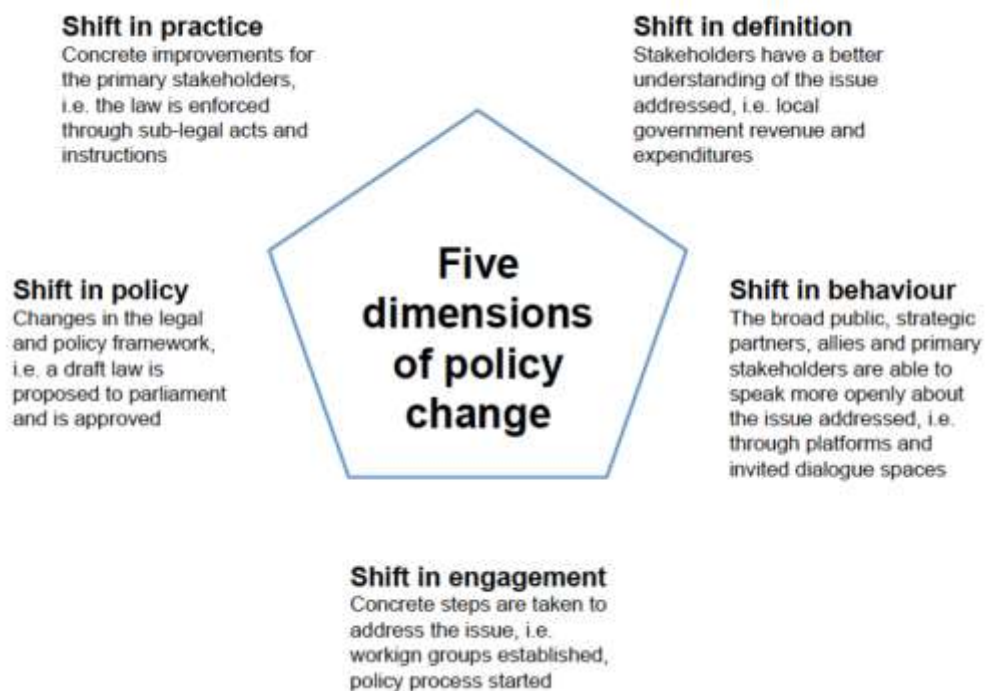 Shift in practice
Concrete improvements for
the primary stakeholders,
i.e. the law is enforced
through sub-legal acts and
instructions
Shift in definition
Stakeholders have a better
understanding of the issue
addressed, i.e. local
government revenue and
expenditures
Five
dimensions
of policy
change
Shift in policy
Changes in the legal
and policy framework,
i.e. a draft law is
proposed to parliament
and is approved
Shift in behaviour
The broad public, strategic
partners, allies and primary
stakeholders are able to
speak more openly about
the issue addressed, i.e.
through platforms and
invited dialogue spaces
Shift in engagement
Concrete steps are taken to
address the issue, i.e.
workign groups established,
policy process started